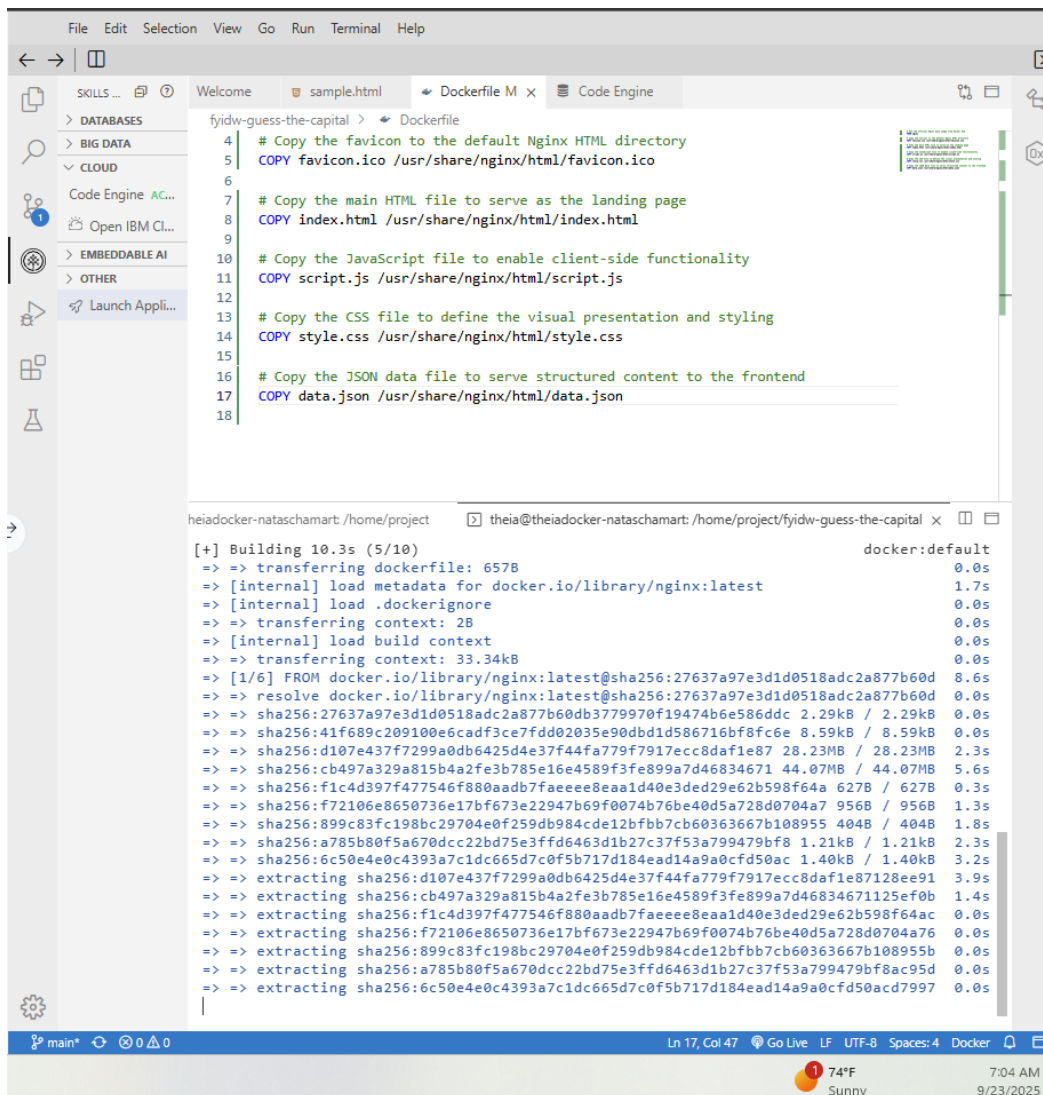 File Edit Selection View Go Run Terminal Help
SKILLS ...
Welcome sample.html Dockerfile M Code Engine
> DATABASES
> BIG DATA
CLOUD
Code Engine AC...
Open IBM Cl...
> EMBEDDABLE AI
> OTHER
Launch Appli...
1
fyidw-guess-the-capital > Dockerfile
4 # Copy the favicon to the default Nginx HTML directory
5 COPY favicon.ico /usr/share/nginx/html/favicon.ico
6
7 # Copy the main HTML file to serve as the landing page
8 COPY index.html /usr/share/nginx/html/index.html
9
10 # Copy the JavaScript file to enable client-side functionality
11 COPY script.js /usr/share/nginx/html/script.js
12
13 # Copy the CSS file to define the visual presentation and styling
14 COPY style.css /usr/share/nginx/html/style.css
15
16 # Copy the JSON data file to serve structured content to the frontend
17 COPY data.json /usr/share/nginx/html/data.json
18
heiadocker-nataschamart: /home/project theia@theiadocker-nataschamart: /home/project/fyidw-guess-the-capital
[+] Building 10.3s (5/10) docker:default
=> => transferring dockerfile: 657B 0.0s
=> [internal] load metadata for docker.io/library/nginx:latest 1.7s
=> [internal] load .dockerignore 0.0s
=> => transferring context: 2B 0.0s
=> [internal] load build context 0.0s
=> => transferring context: 33.34kB 0.0s
=> [1/6] FROM docker.io/library/nginx:latest@sha256:27637a97e3d1d0518adc2a877b60d 8.6s
=> => resolve docker.io/library/nginx:latest@sha256:27637a97e3d1d0518adc2a877b60d 0.0s
=> => sha256:27637a97e3d1d0518adc2a877b60db3779970f19474b6e586ddc 2.29kB / 2.29kB 0.0s
=> => sha256:41f689c209100e6cadf3ce7fdd02035e90dbd1d586716bf8fc6e 8.59kB / 8.59kB 0.0s
=> => sha256:d107e437f7299a0db6425d4e37f44fa779f7917ecc8daf1e87 28.23MB / 28.23MB 2.3s
=> => sha256:cb497a329a815b4a2fe3b785e16e4589f3fe899a7d46834671 44.07MB / 44.07MB 5.6s
=> => sha256:f1c4d397f477546f880aadb7faeeee8eaa1d40e3ded29e62b598f64a 627B / 627B 0.3s
=> => sha256:f72106e8650736e17bf673e22947b69f0074b76be40d5a728d0704a7 956B / 956B 1.3s
=> => sha256:899c83fc198bc29704e0f259db984cde12bfbb7cb60363667b108955 404B / 404B 1.8s
=> => sha256:a785b80f5a670dcc22bd75e3ffd6463d1b27c37f53a799479bf8 1.21kB / 1.21kB 2.3s
=> => sha256:6c50e4e0c4393a7c1dc665d7c0f5b717d184ead14a9a0cfd50ac 1.40kB / 1.40kB 3.2s
=> => extracting sha256:d107e437f7299a0db6425d4e37f44fa779f7917ecc8daf1e87128ee91 3.9s
=> => extracting sha256:cb497a329a815b4a2fe3b785e16e4589f3fe899a7d46834671125ef0b 1.4s
=> => extracting sha256:f1c4d397f477546f880aadb7faeeee8eaa1d40e3ded29e62b598f64ac 0.0s
=> => extracting sha256:f72106e8650736e17bf673e22947b69f0074b76be40d5a728d0704a76 0.0s
=> => extracting sha256:899c83fc198bc29704e0f259db984cde12bfbb7cb60363667b108955b 0.0s
=> => extracting sha256:a785b80f5a670dcc22bd75e3ffd6463d1b27c37f53a799479bf8ac95d 0.0s
=> => extracting sha256:6c50e4e0c4393a7c1dc665d7c0f5b717d184ead14a9a0cfd50acd7997 0.0s
main* 0 0 Ln 17, Col 47 Go Live LF UTF-8 Spaces: 4 Docker
1 74°F 7:04 AM
Sunny 9/23/2025